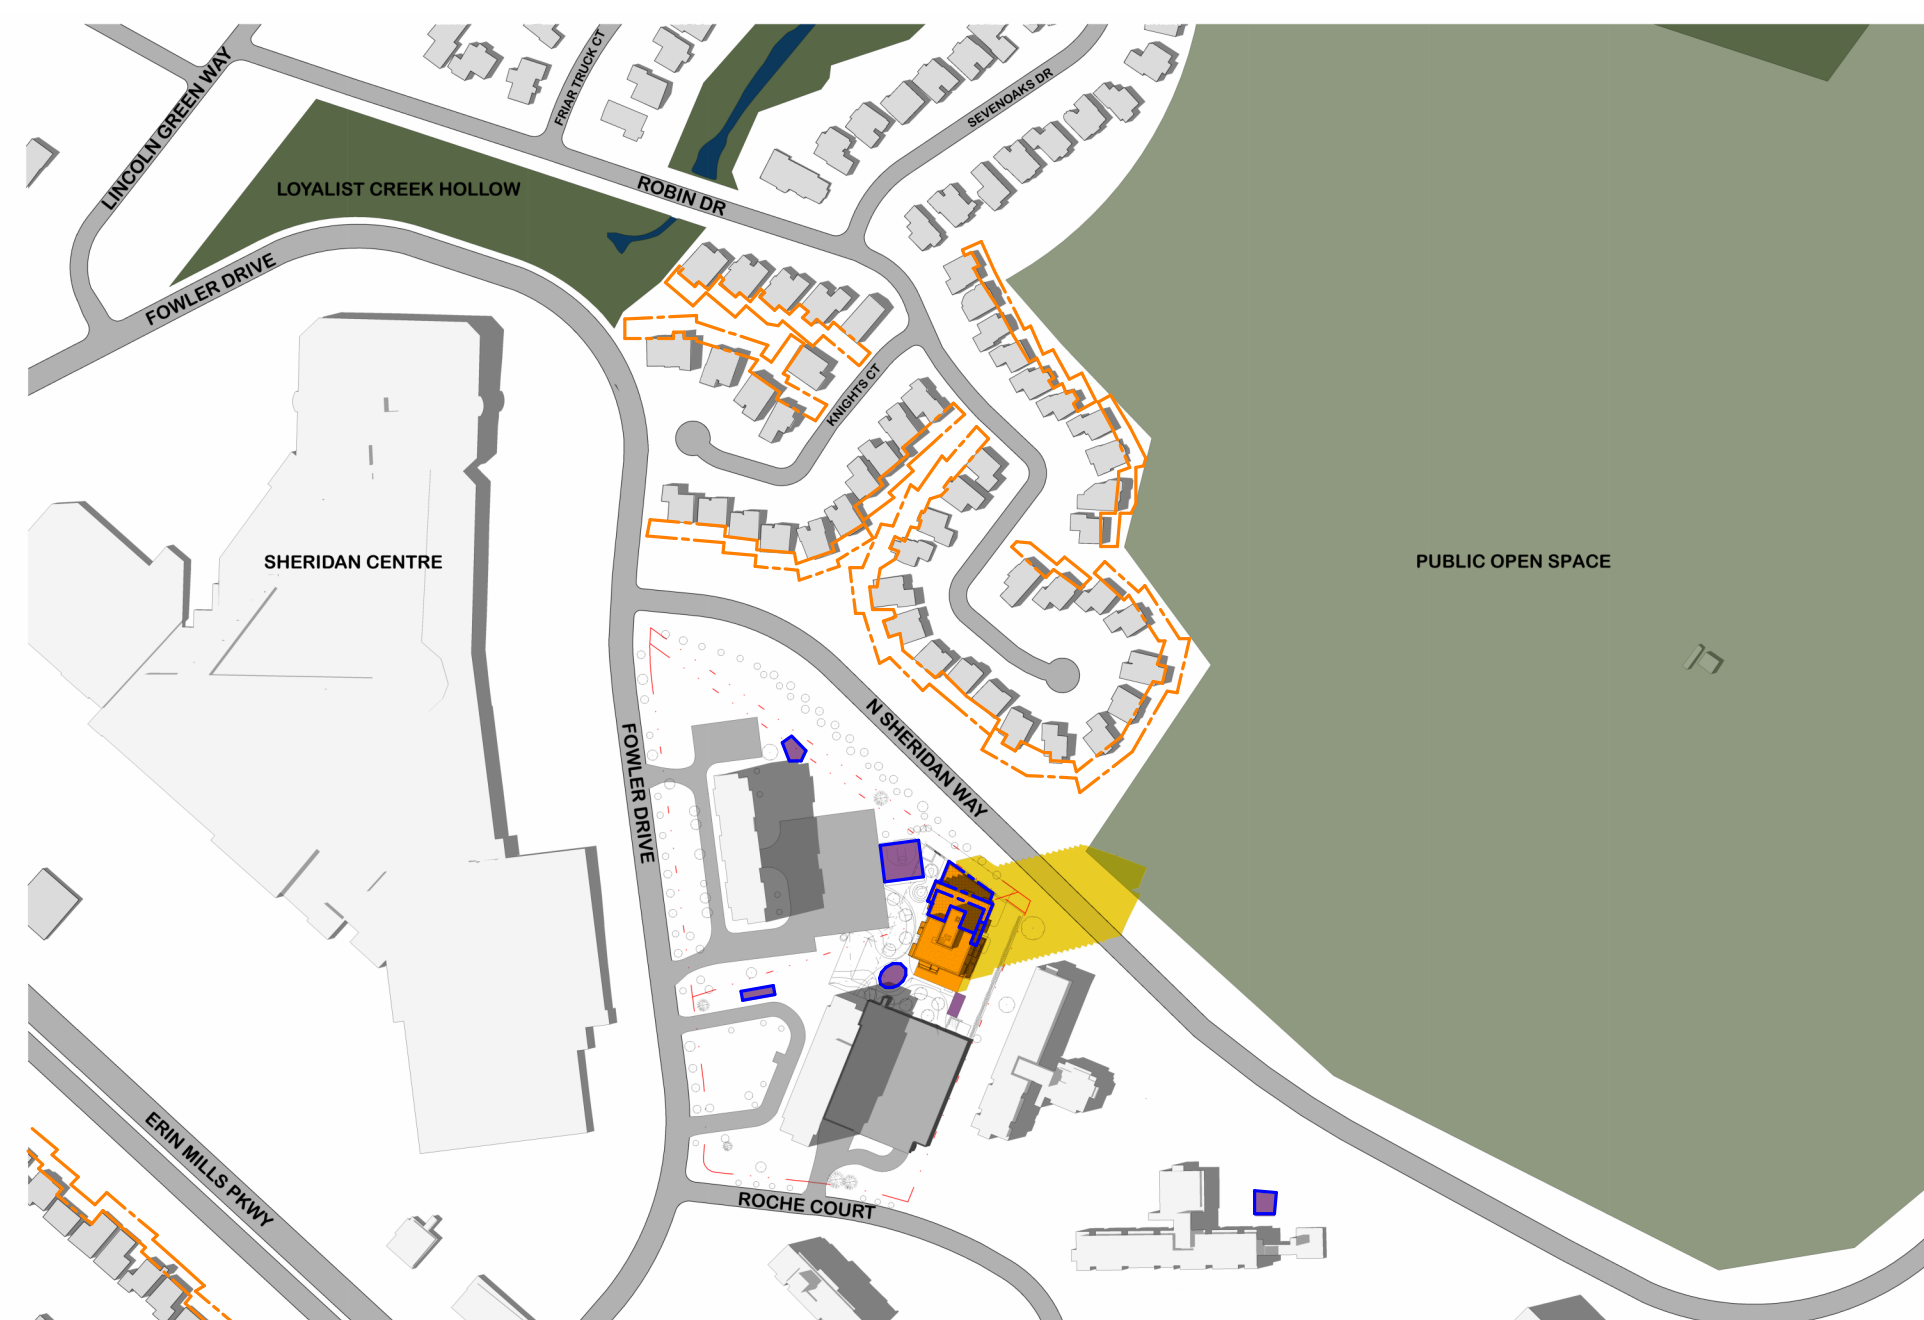 FRIAR TRUCK CT
LINCOLN GREEN WAY
SEVENOAKS DR
LOYALIST CREEK HOLLOW
ROBIN DR
FOWLER DRIVE
KNIGHTS CT
SHERIDAN CENTRE
PUBLIC OPEN SPACE
N SHERIDAN WAY
FOWLER DRIVE
ERIN MILLS PKWY
ROCHE COURT